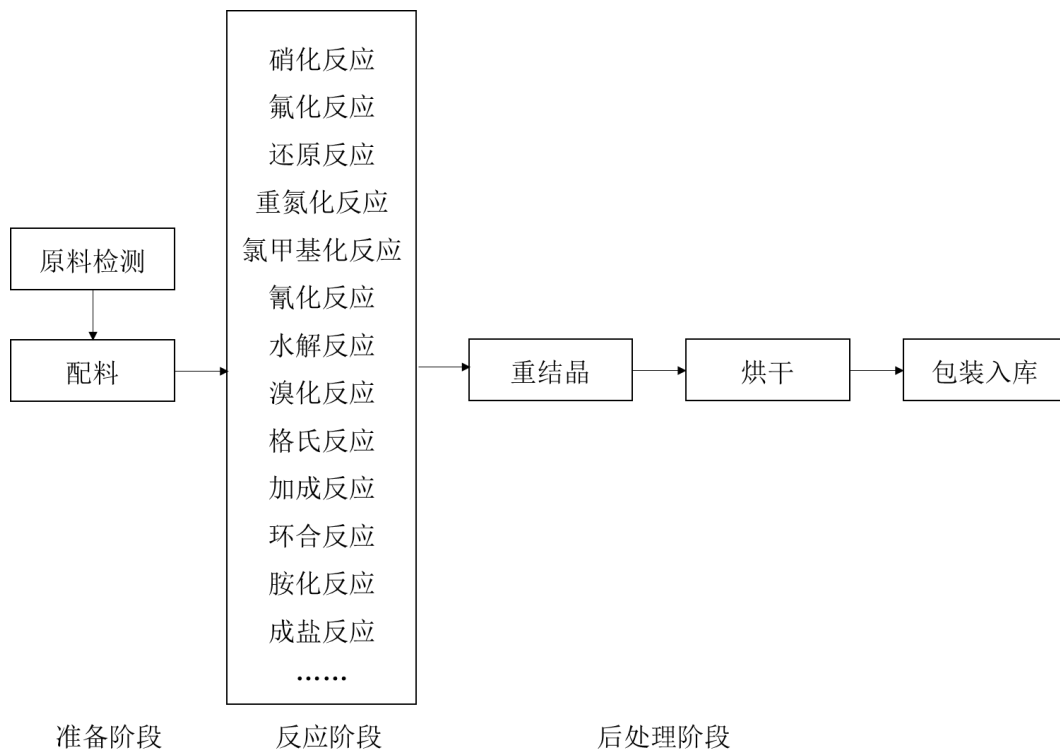 原料检测
配料
硝化反应
氟化反应
还原反应
重氮化反应
氯甲基化反应
氰化反应
水解反应
溴化反应
格氏反应
加成反应
环合反应
胺化反应
成盐反应
……
重结晶
烘干
包装入库
准备阶段
反应阶段
后处理阶段